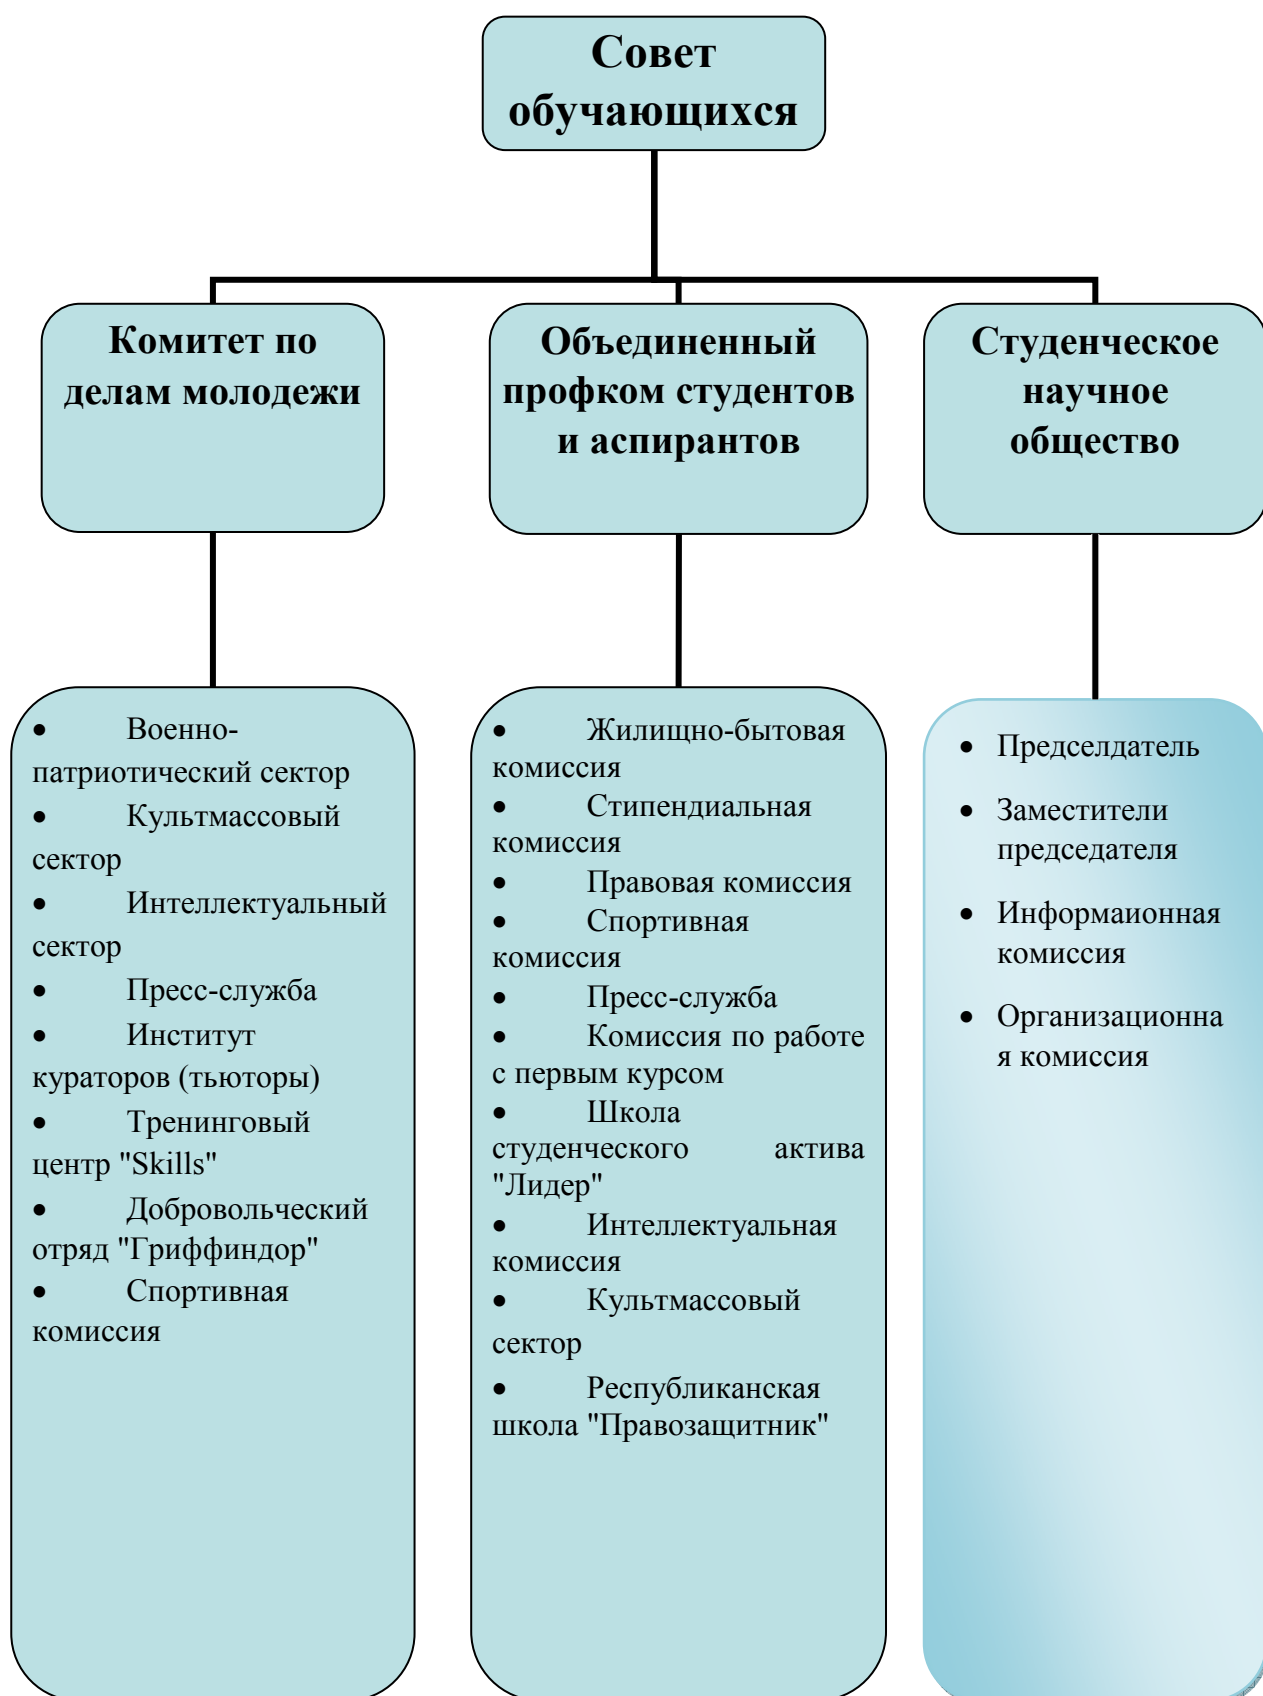 Совет
обучающихся
Комитет по
делам молодежи
Объединенный
профком студентов
и аспирантов
Студенческое
научное
общество
• Военно-
патриотический сектор
• Культмассовый
сектор
• Интеллектуальный
сектор
• Пресс-служба
• Институт
кураторов (тьюторы)
• Тренинговый
центр "Skills"
• Добровольческий
отряд "Гриффиндор"
• Спортивная
комиссия
• Жилищно-бытовая
комиссия
• Стипендиальная
комиссия
• Правовая комиссия
• Спортивная
комиссия
• Пресс-служба
• Комиссия по работе
с первым курсом
• Школа
студенческого актива
"Лидер"
• Интеллектуальная
комиссия
• Культмассовый
сектор
• Республиканская
школа "Правозащитник"
• Преселдатель
• Заместители
председателя
• Информаионная
комиссия
• Организационна
я комиссия